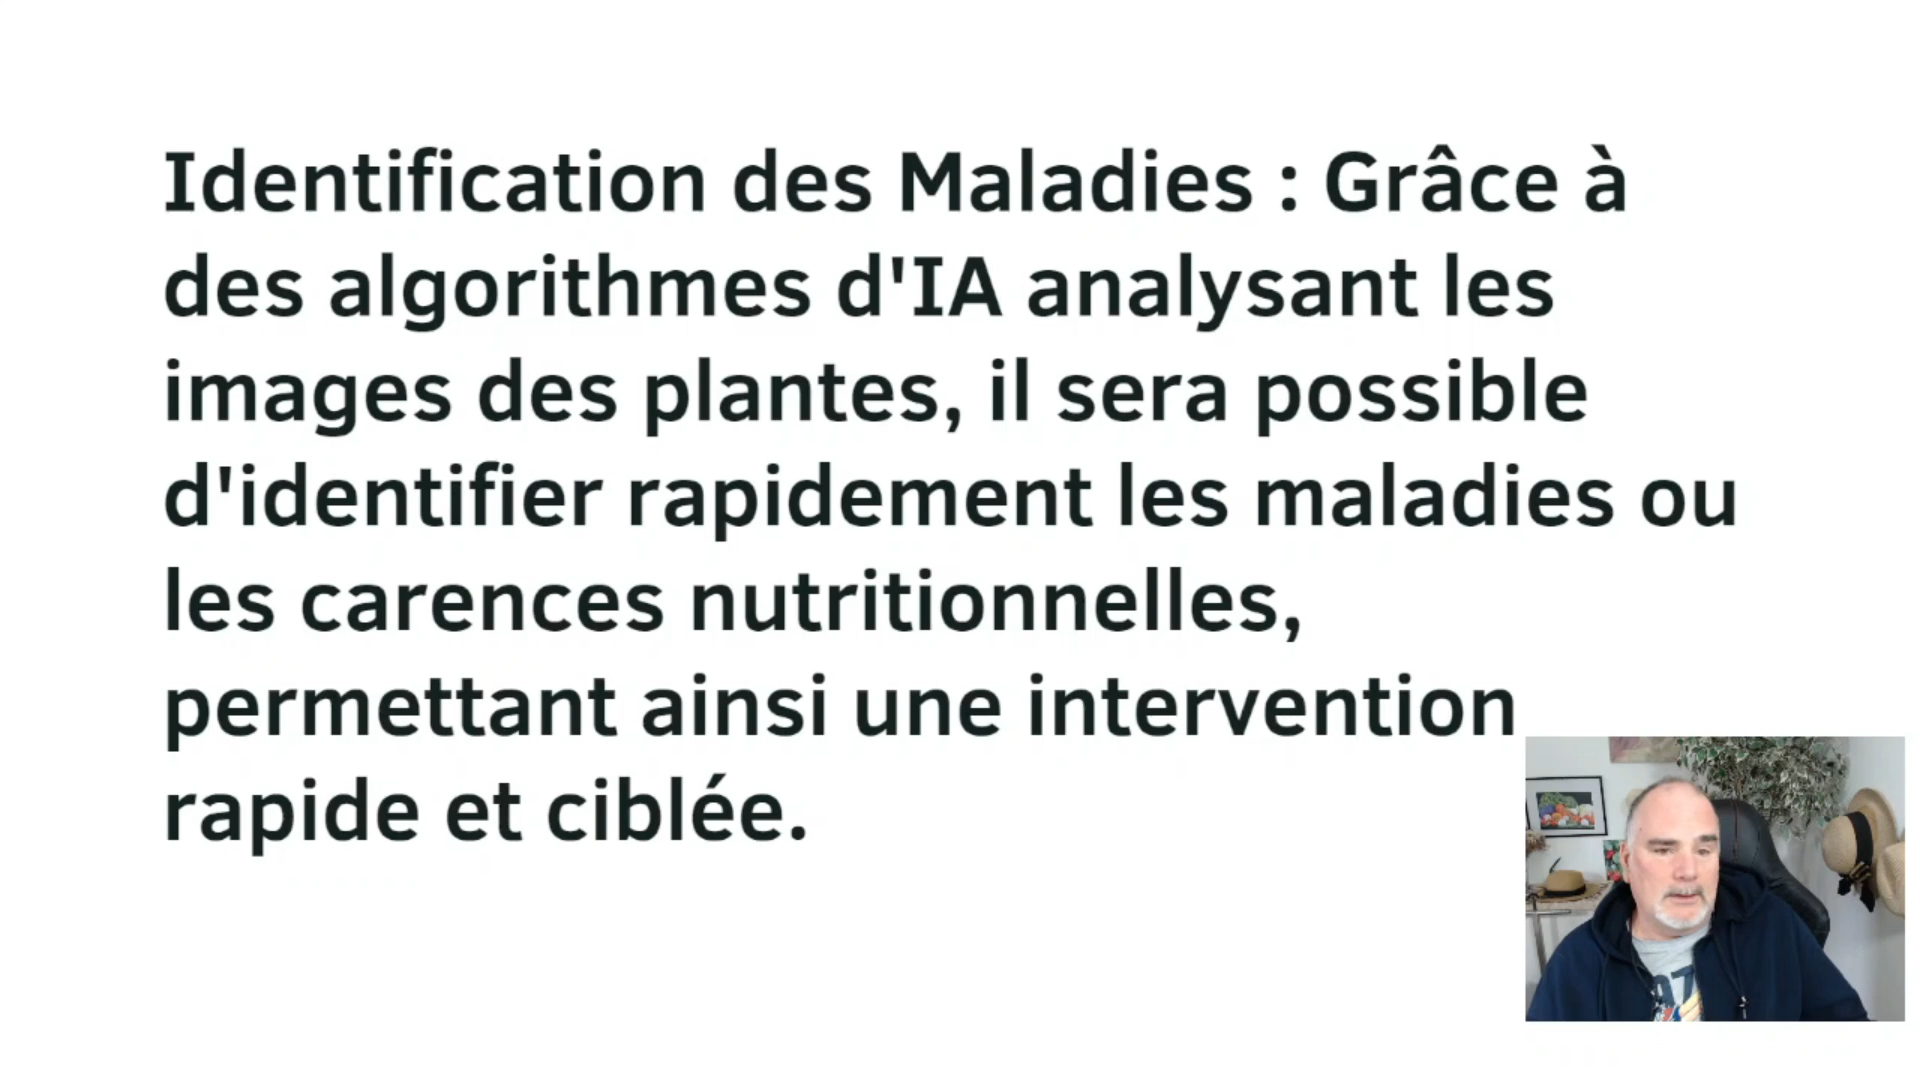 Identification des Maladies : Grâce à
des algorithmes d'IA analysant les
images des plantes, il sera possible
d'identifier rapidement les maladies ou
les carences nutritionnelles,
permettant ainsi une intervention
rapide et ciblée.